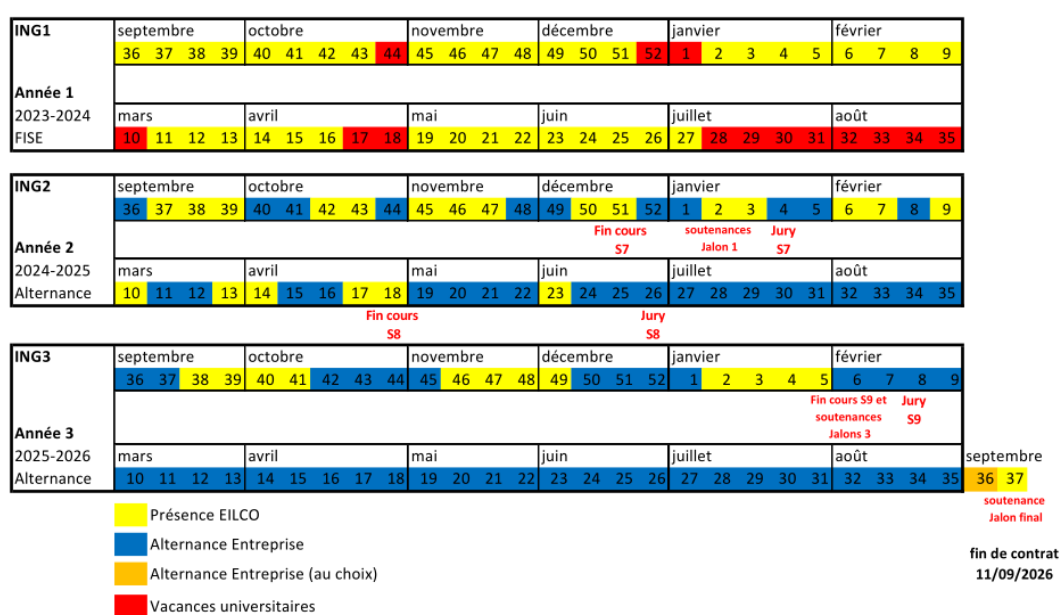 ING1 septembre octobre novembre décembre janvier février
36 37 38 39 40 41 42 43 44 45 46 47 48 49 50 51 52 1 2 3 4 5 6 7 8 9
Année 1
2023-2024 mars avril mai juin juillet août
FISE 10 11 12 13 14 15 16 17 18 19 20 21 22 23 24 25 26 27 28 29 30 31 32 33 34 35
ING2 septembre octobre novembre décembre janvier février
36 37 38 39 40 41 42 43 44 45 46 47 48 49 50 51 52 1 2 3 4 5 6 7 8 9
Fin cours soutenances Jury
Année 2 S7 Jalon 1 S7
2024-2025 mars avril mai juin juillet août
Alternance 10 11 12 13 14 15 16 17 18 19 20 21 22 23 24 25 26 27 28 29 30 31 32 33 34 35
Fin cours Jury
S8 S8
ING3 septembre octobre novembre décembre janvier février
36 37 38 39 40 41 42 43 44 45 46 47 48 49 50 51 52 1 2 3 4 5 6 7 8 9
Fin cours S9 et Jury
soutenances S9
Année 3 Jalons 3
2025-2026 mars avril mai juin juillet août septembre
Alternance 10 11 12 13 14 15 16 17 18 19 20 21 22 23 24 25 26 27 28 29 30 31 32 33 34 35 36 37
soutenance
Présence EILCO Jalon final
Alternance Entreprise
fin de contrat
Alternance Entreprise (au choix) 11/09/2026
Vacances universitaires